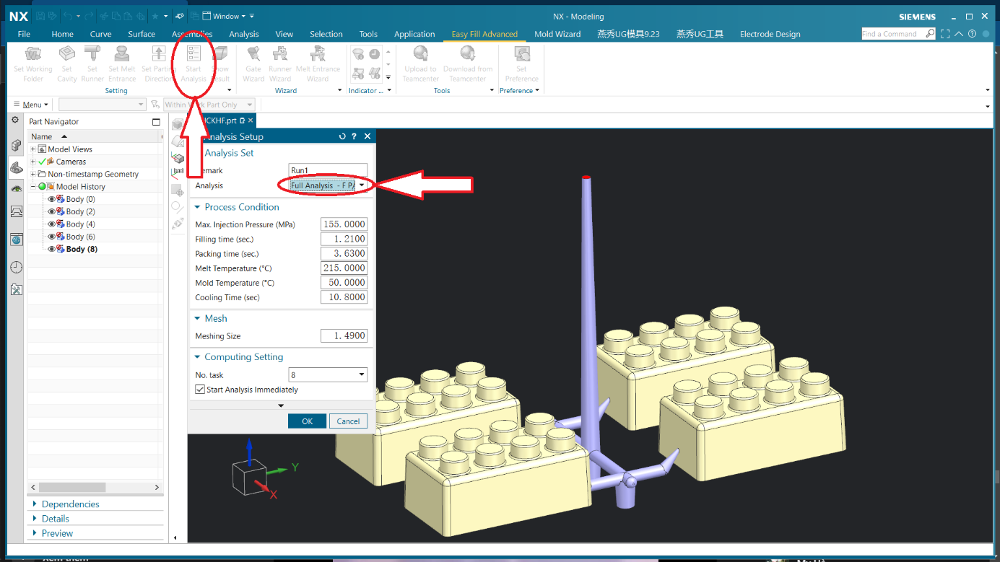 NX
Window
NX - Modeling
SIEMENS
File
Home
Curve
Surface
Assemblies
Analysis
View
Selection
Tools
Application
Easy Fill Advanced
Mold Wizard
燕秀UG模具9.23
燕秀UG工具
Electrode Design
Find a Command
Set Working Folder
Set Cavity
Set Runner
Set Melt Entrance
Set Parting Direction
Start Analysis
Show Result
Gate Wizard
Runner Wizard
Melt Entrance Wizard
Upload to Teamcenter
Download from Teamcenter
Set Preference
Setting
Wizard
Indicator ...
Tools
Preference
Menu
Within Work Part Only
Part Navigator
Name
Model Views
Cameras
Non-timestamp Geometry
Model History
Body (0)
Body (2)
Body (4)
Body (6)
Body (8)
Dependencies
Details
Preview
ICKHF.prt
Analysis Setup
Analysis Set
Remark
Run1
Analysis
Full Analysis - F P/
Process Condition
Max. Injection Pressure (MPa)
155.0000
Filling time (sec.)
1.2100
Packing time (sec.)
3.6300
Melt Temperature (°C)
215.0000
Mold Temperature (°C)
50.0000
Cooling Time (sec)
10.8000
Mesh
Meshing Size
1.4900
Computing Setting
No. task
8
Start Analysis Immediately
OK
Cancel
Y
X